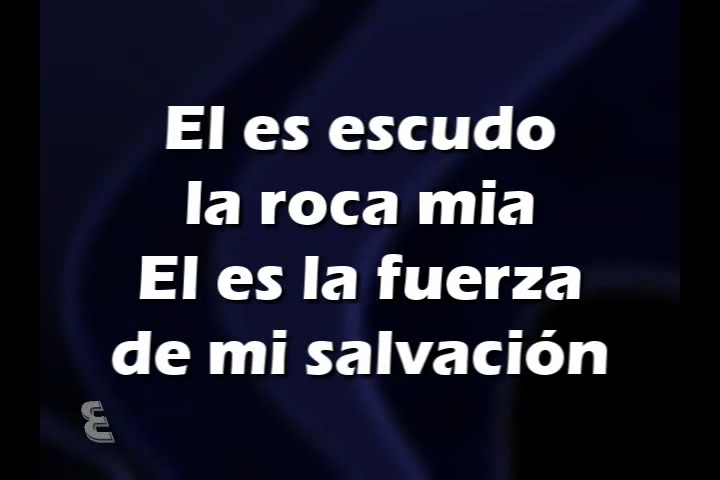 El es escudo
la roca mia
El es la fuerza
de mi salvación